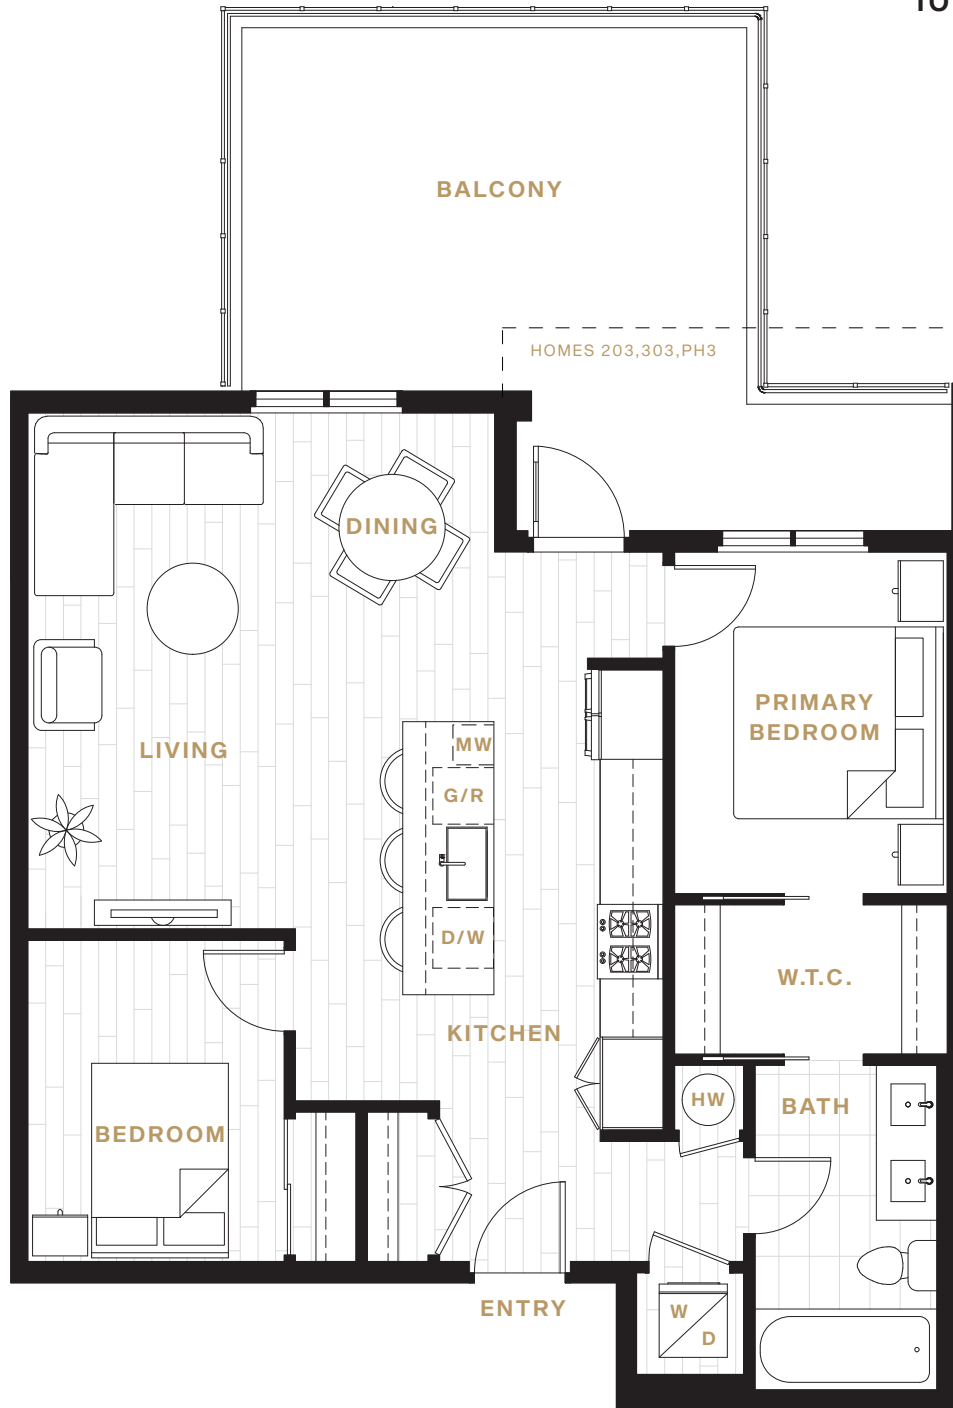 BALCONY
HOMES 203,303,PH3
DINING
PRIMARY
BEDROOM
MW
LIVING
G/R
D/W
W.T.C.
KITCHEN
HW
BATH
BEDROOM
ENTRY
W
D